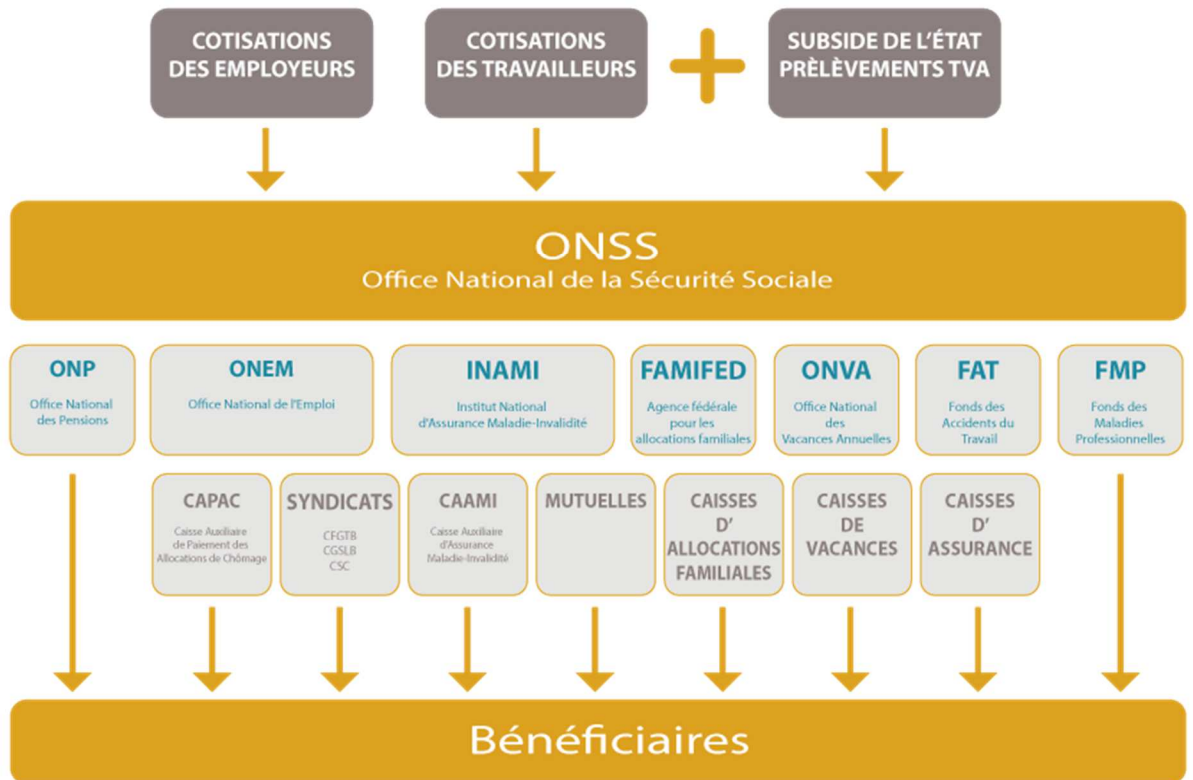 COTISATIONS
DES EMPLOYEURS
COTISATIONS
DES TRAVAILLEURS
SUBSIDE DE L'ÉTAT
PRÈLÈVEMENTS TVA
ONSS
Office National de la Sécurité Sociale
ONP
Office National
des Pensions
ONEM
Office National de l'Emploi
INAMI
Institut National
d'Assurance Maladie-Invalidité
FAMIFED
Agence fédérale
pour les
allocations familiales
ONVA
Office National
des
Vacances Annuelles
FAT
Fonds des
Accidents du
Travail
FMP
Fonds des
Maladies
Professionnelles
CAPAC
Caisse Auxiliaire
de Paiement des
Allocations de Chômage
SYNDICATS
CFGTB
CGSLB
CSC
CAAMI
Caisse Auxiliaire
d'Assurance
Maladie-Invalidité
MUTUELLES
CAISSES
D'
ALLOCATIONS
FAMILIALES
CAISSES
DE
VACANCES
CAISSES
D'
ASSURANCE
Bénéficiaires